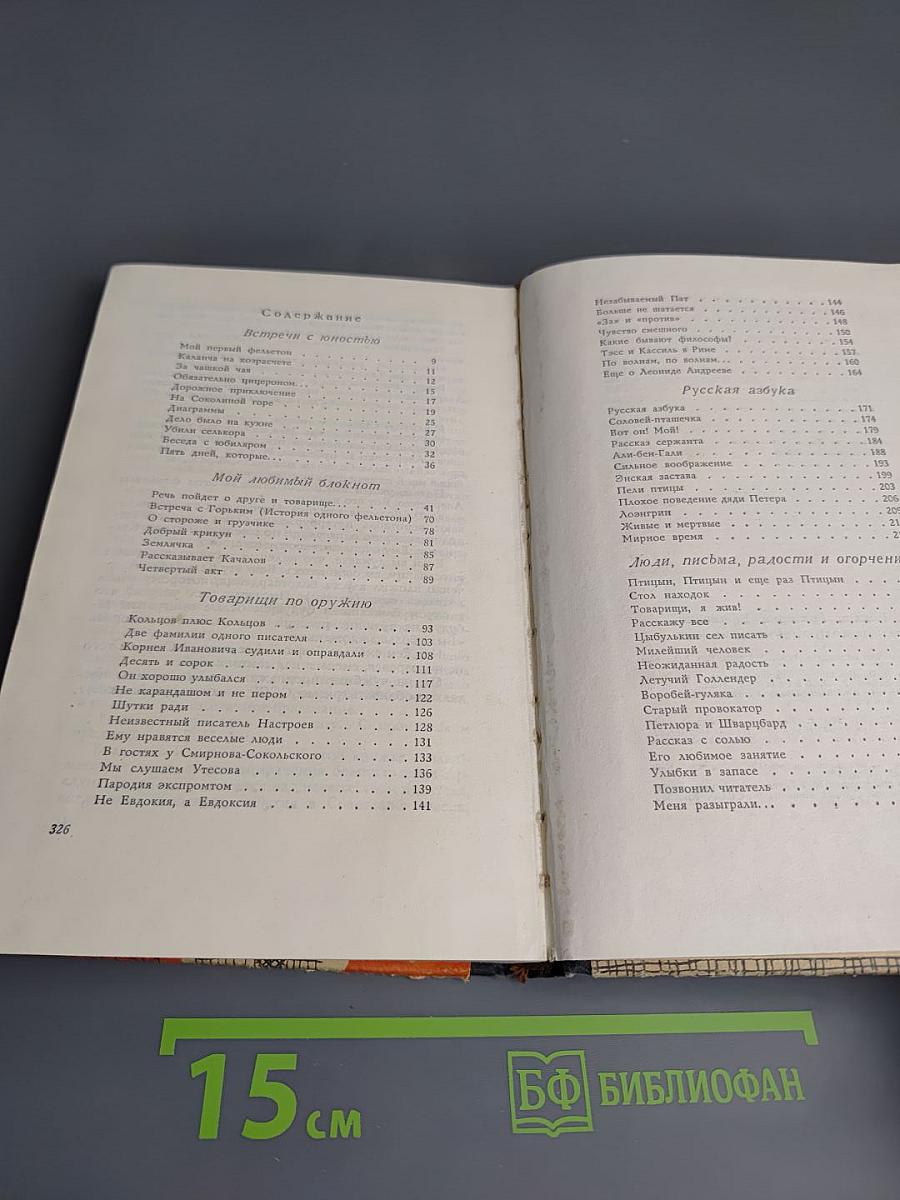 Содержание
Встречи с юностью
Мой первый фельетон . . . 9
Каланча на хозрасчете . . . 11
За чашкой чая . . . 12
Обязательно цицероном... . . . 15
Дорожное приключение . . . 17
На Соколиной горе . . . 19
Диаграммы . . . 25
Дело было на кухне . . . 27
Убили селькора . . . 30
Беседа с юбиляром . . . 32
Пять дней, которые... . . . 36
Мой любимый блокнот
Речь пойдет о друге и товарище... . . . 41
Встреча с Горьким (История одного фельетона) 70
О стороже и грузчике . . . 78
Добрый крикун . . . 81
Землячка . . . 85
Рассказывает Качалов . . . 87
Четвертый акт . . . 89
Товарищи по оружию
Кольцов плюс Кольцов . . . 93
Две фамилии одного писателя . . . 103
Корнея Ивановича судили и оправдали . . . 108
Десять и сорок . . . 111
Он хорошо улыбался . . . 117
Не карандашом и не пером . . . 122
Шутки ради . . . 126
Неизвестный писатель Настроев . . . 128
Ему нравятся веселые люди . . . 131
В гостях у Смирнова-Сокольского . . . 133
Мы слушаем Утесова . . . 136
Пародия экспромтом . . . 139
Не Евдокия, а Евдоксия . . . 141
326
Незабываемый Пат . . . 144
Больше не шатается . . . 146
«За» и «против» . . . 148
Чувство смешного . . . 150
Какие бывают философы? . . . 154
Тэсс и Кассиль в Риме . . . 157
По волнам, по волнам... . . . 160
Еще о Леониде Андрееве . . . 164
Русская азбука
Русская азбука . . . 171
Соловей-пташечка . . . 174
Вот он! Мой! . . . 179
Рассказ сержанта . . . 184
Али-бен-Гали . . . 188
Сильное воображение . . . 193
Энская застава . . . 199
Пели птицы . . . 203
Плохое поведение дяди Петера . . . 206
Лоэнгрин . . . 209
Живые и мертвые . . . 21
Мирное время . . . 2
Люди, письма, радости и огорчени
Птицын, Птицын и еще раз Птицын . . .
Стол находок . . .
Товарищи, я жив! . . .
Расскажу все . . .
Цыбулькин сел писать . . .
Милейший человек . . .
Неожиданная радость . . .
Летучий Голлендер . . .
Воробей-гуляка . . .
Старый провокатор . . .
Петлюра и Шварцбард . . .
Рассказ с солью . . .
Его любимое занятие . . .
Улыбки в запасе . . .
Позвонил читатель . . .
Меня разыграли... . . .
15 см
БФ БИБЛИОФАН